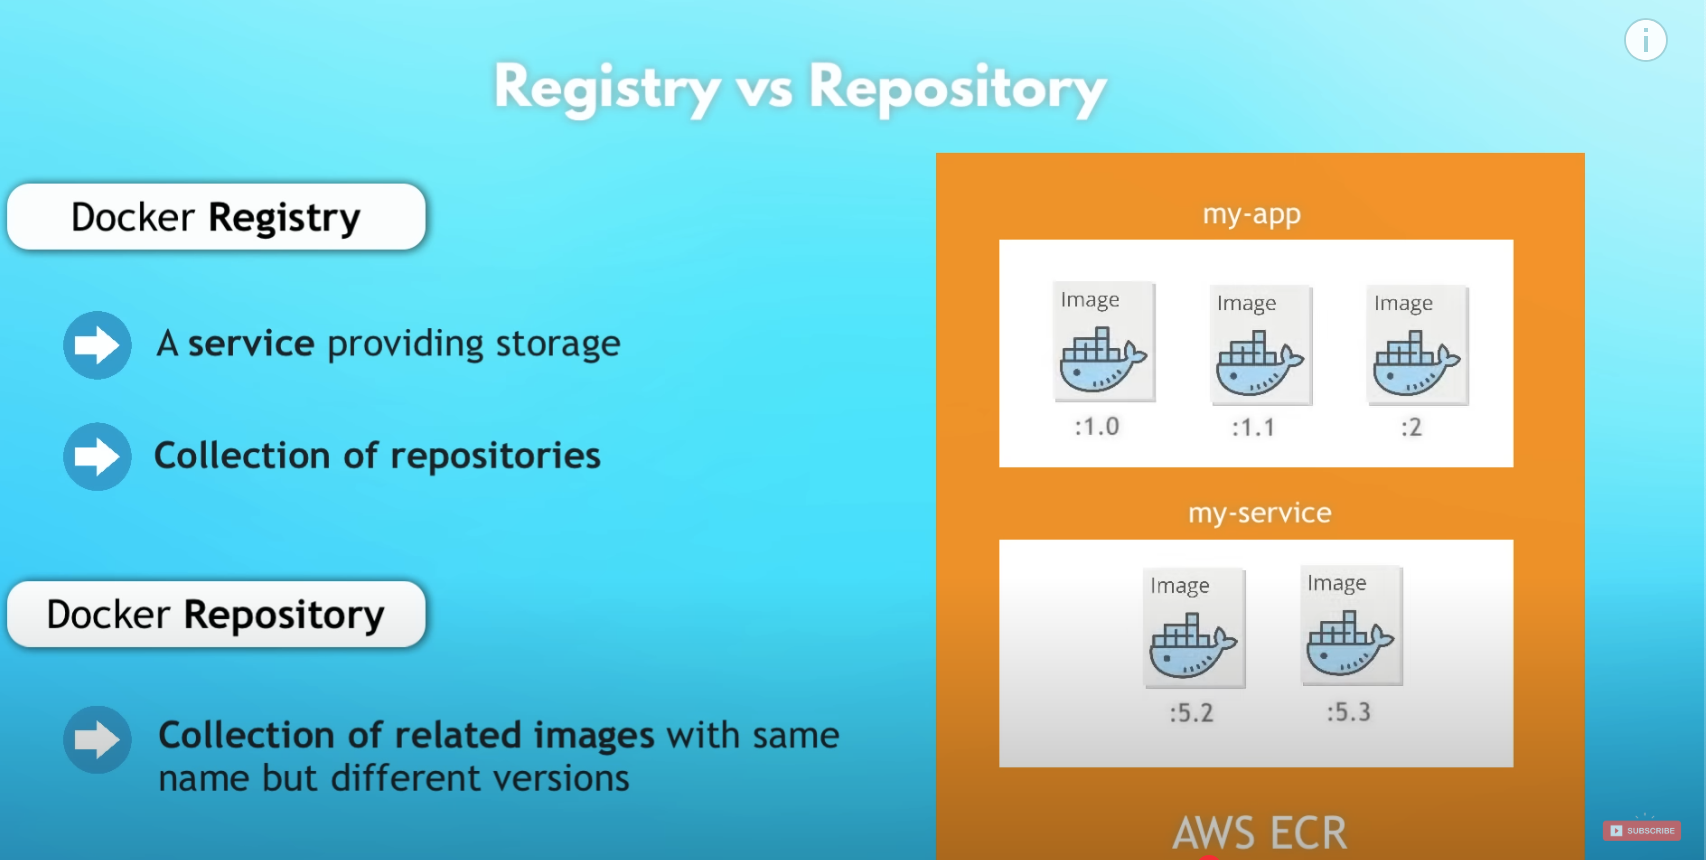 i
Registry vs Repository
Docker Registry
A service providing storage
Collection of repositories
Docker Repository
Collection of related images with same
name but different versions
my-app
Image Image Image
:1.0 :1.1 :2
my-service
Image Image
:5.2 :5.3
AWS ECR
SUBSCRIBE